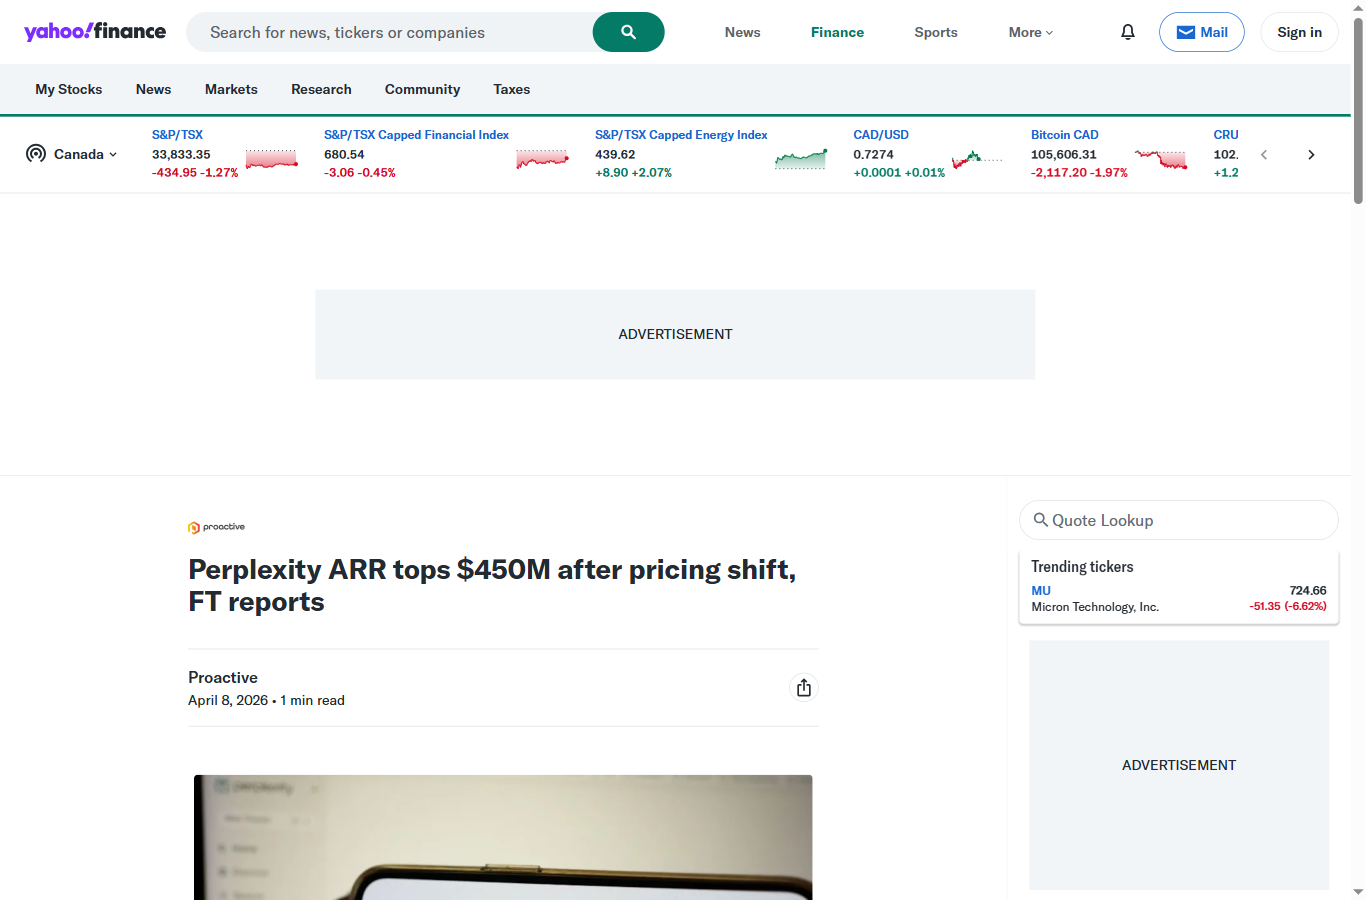 yahoo!finance
Search for news, tickers or companies
News
Finance
Sports
More
Mail
Sign in
My Stocks
News
Markets
Research
Community
Taxes
Canada
S&P/TSX
33,833.35
-434.95 -1.27%
S&P/TSX Capped Financial Index
680.54
-3.06 -0.45%
S&P/TSX Capped Energy Index
439.62
+8.90 +2.07%
CAD/USD
0.7274
+0.0001 +0.01%
Bitcoin CAD
105,606.31
-2,117.20 -1.97%
CRU
102.
+1.2
ADVERTISEMENT
proactive
Perplexity ARR tops $450M after pricing shift,
FT reports
Proactive
April 8, 2026 • 1 min read
Quote Lookup
Trending tickers
MU
724.66
Micron Technology, Inc.
-51.35 (-6.62%)
ADVERTISEMENT
perplexity